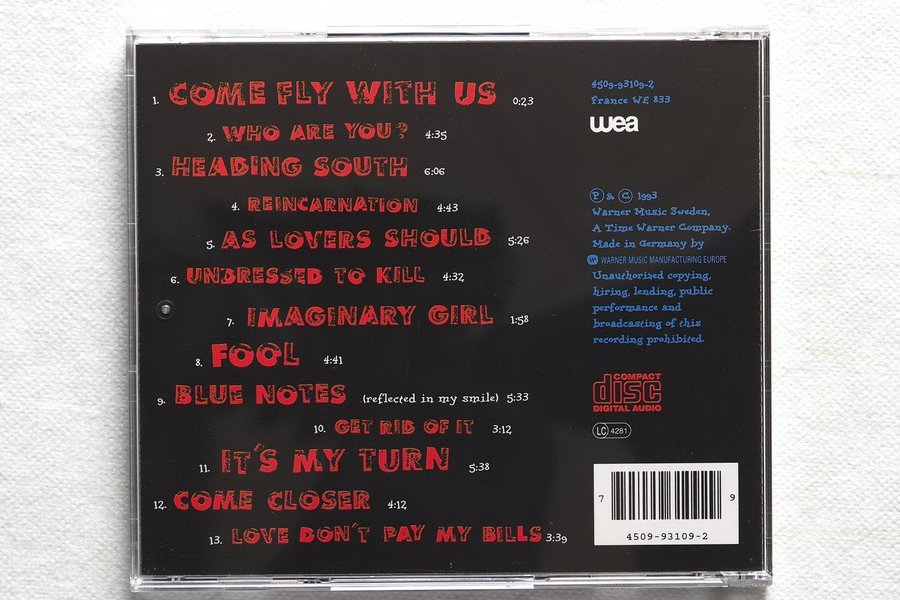 1. COME FLY WITH US 0:23
2. WHO ARE YOU? 4:35
3. HEADING SOUTH 6:06
4. REINCARNATION 4:43
5. AS LOVERS SHOULD 5:26
6. UNDRESSED TO KILL 4:32
7. IMAGINARY GIRL 1:58
8. FOOL 4:41
9. BLUE NOTES (reflected in my smile) 5:33
10. GET RID OF IT 3:12
11. IT'S MY TURN 5:38
12. COME CLOSER 4:12
13. LOVE DON'T PAY MY BILLS 3:39
4509-93109-2
France WE 833
wea
P & C 1993
Warner Music Sweden,
A Time Warner Company.
Made in Germany by
WARNER MUSIC MANUFACTURING EUROPE
Unauthorized copying,
hiring, lending, public
performance and
broadcasting of this
recording prohibited.
COMPACT
disc
DIGITAL AUDIO
LC 4281
7 9
4509-93109-2